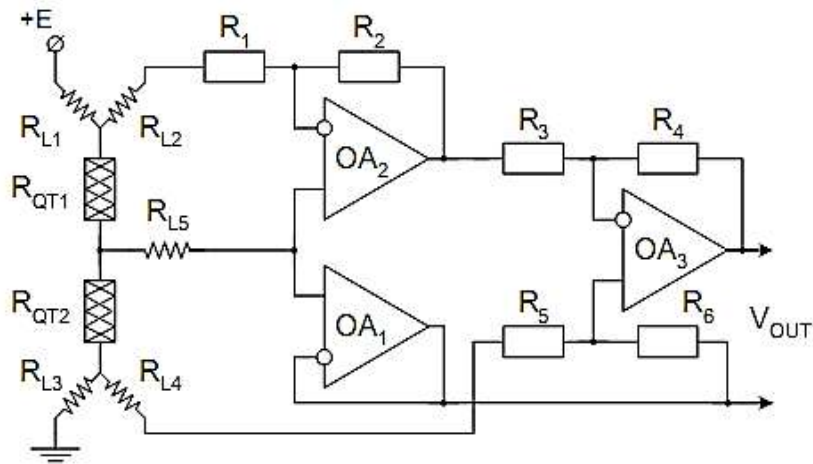 +E
R1 R2
RL1 RL2
R3 R4
OA2
RQT1
RL5
OA3
RQT2
OA1
R5 R6
VOUT
RL3 RL4